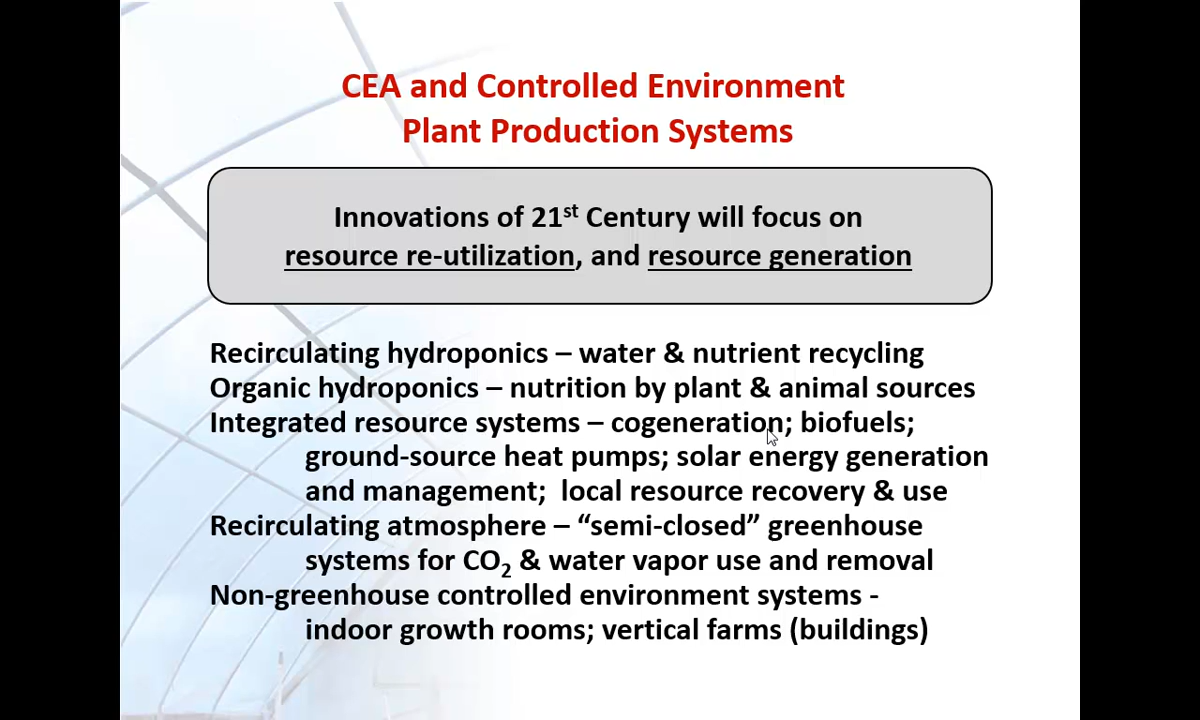 CEA and Controlled Environment
Plant Production Systems
Innovations of 21st Century will focus on
resource re-utilization, and resource generation
Recirculating hydroponics – water & nutrient recycling
Organic hydroponics – nutrition by plant & animal sources
Integrated resource systems – cogeneration; biofuels;
ground-source heat pumps; solar energy generation
and management; local resource recovery & use
Recirculating atmosphere – “semi-closed” greenhouse
systems for CO2 & water vapor use and removal
Non-greenhouse controlled environment systems -
indoor growth rooms; vertical farms (buildings)